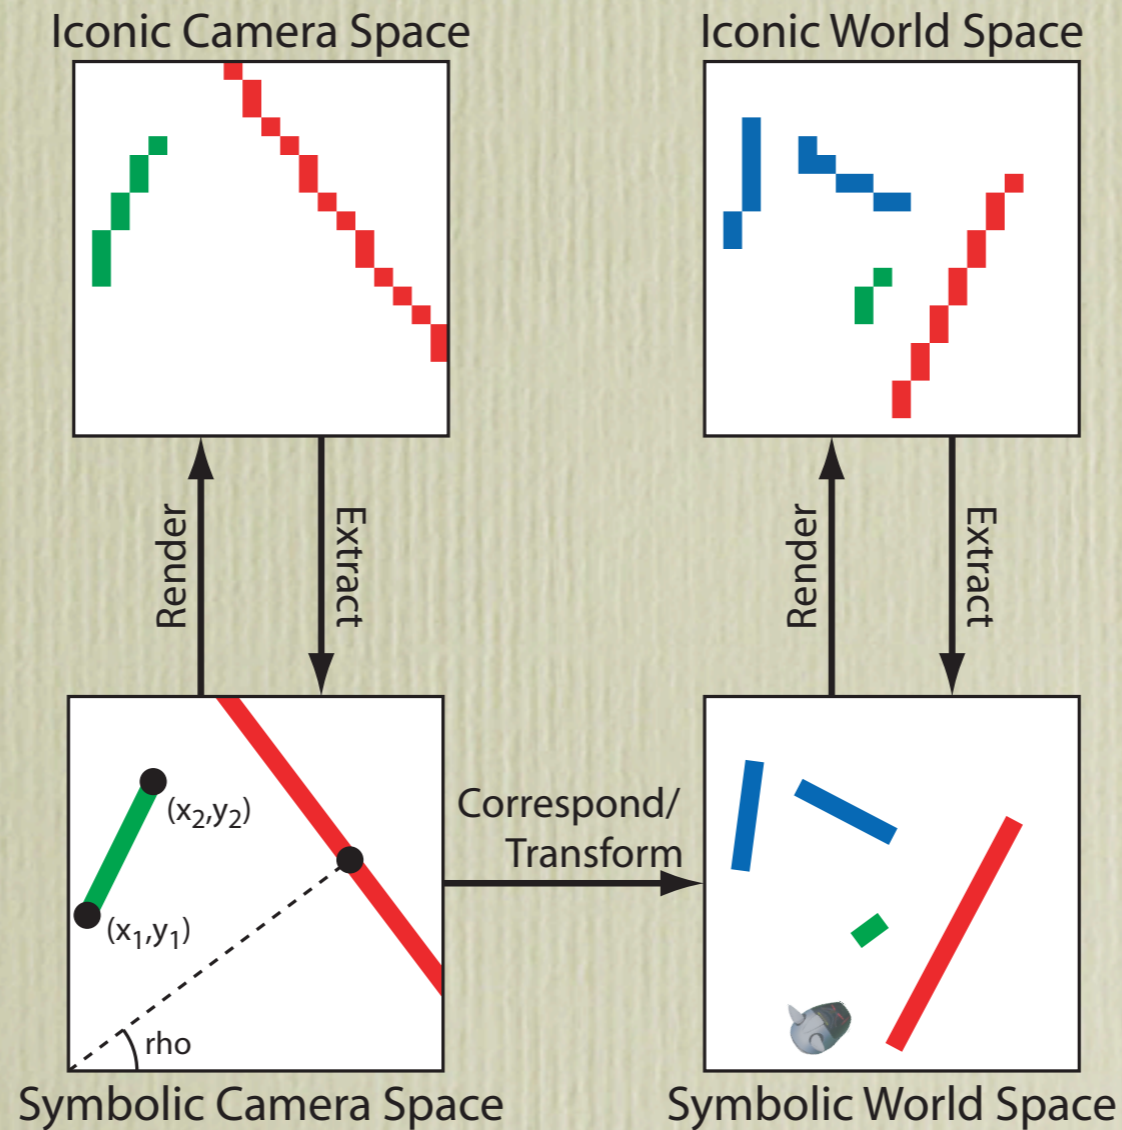 Iconic Camera Space
Iconic World Space
Render
Extract
Render
Extract
(x2,y2)
(x1,y1)
rho
Correspond/
Transform
Symbolic Camera Space
Symbolic World Space